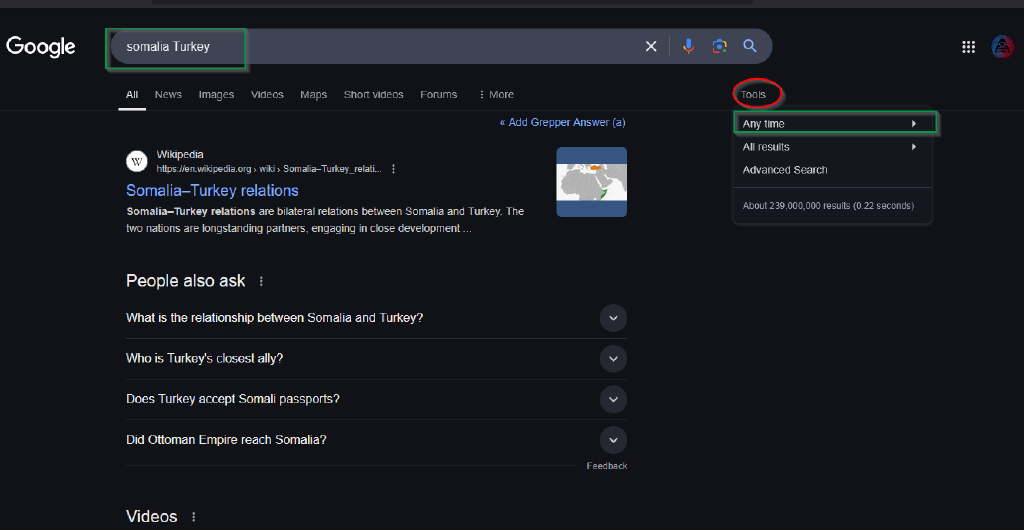 Google
somalia Turkey
All News Images Videos Maps Short videos Forums More
Tools
Any time
All results
Advanced Search
About 239,000,000 results (0.22 seconds)
« Add Grepper Answer (a)
W
Wikipedia
https://en.wikipedia.org › wiki › Somalia–Turkey_relati...
Somalia–Turkey relations
Somalia–Turkey relations are bilateral relations between Somalia and Turkey. The
two nations are longstanding partners, engaging in close development ...
People also ask
What is the relationship between Somalia and Turkey?
Who is Turkey's closest ally?
Does Turkey accept Somali passports?
Did Ottoman Empire reach Somalia?
Feedback
Videos